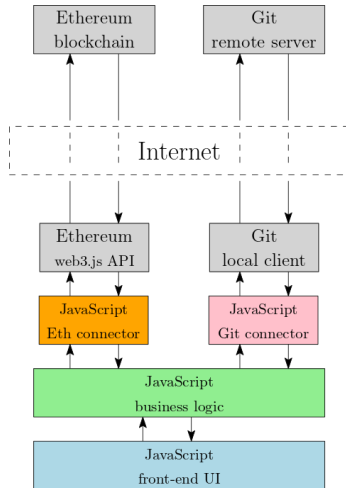 Ethereum
blockchain
Git
remote server
Internet
Ethereum
web3.js API
Git
local client
JavaScript
Eth connector
JavaScript
Git connector
JavaScript
business logic
JavaScript
front-end UI